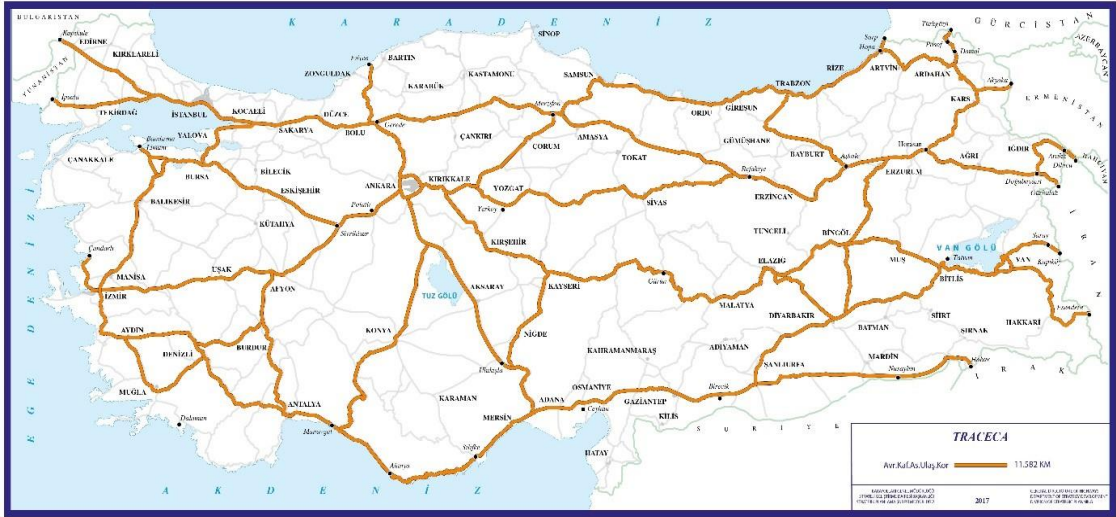 BULGARISTAN
KARADENİZ
GÜRCİSTAN
AZERBAYCAN
ERMENİSTAN
NAHÇIVAN
İRAN
IRAK
SURİYE
AKDENİZ
EGE DENİZİ
YUNANİSTAN
Kapıkule
EDİRNE
KIRKLARELİ
İpsala
TEKİRDAĞ
İSTANBUL
KOCAELİ
YALOVA
SAKARYA
DÜZCE
BOLU
ZONGULDAK
BARTIN
KARABÜK
KASTAMONU
SİNOP
Gerede
ÇANKIRI
Merzifon
SAMSUN
AMASYA
ÇORUM
TOKAT
ORDU
GİRESUN
TRABZON
RİZE
Sarp
Hopa
ARTVİN
Türkgözü
Posof
Damal
ARDAHAN
Akyaka
KARS
GÜMÜŞHANE
BAYBURT
Aşkale
Horasan
ERZURUM
AĞRI
IĞDIR
Dilucu
Doğubayazıt
Gürbulak
Refahiye
ERZİNCAN
SİVAS
YOZGAT
Yerköy
KIRIKKALE
ANKARA
Polatlı
Sivrihisar
ESKİŞEHİR
BİLECİK
BURSA
Bandırma
ÇANAKKALE
BALIKESİR
KÜTAHYA
Çandarlı
MANİSA
İZMİR
UŞAK
AFYON
AYDIN
DENİZLİ
BURDUR
MUĞLA
Dalaman
ANTALYA
Manavgat
KONYA
TUZ GÖLÜ
AKSARAY
KIRŞEHİR
KAYSERİ
NİĞDE
Ulukışla
KARAMAN
MERSİN
Silifke
ADANA
Ceyhan
OSMANİYE
HATAY
KİLİS
GAZİANTEP
KAHRAMANMARAŞ
ADIYAMAN
Birecik
ŞANLIURFA
MARDİN
Nusaybin
Habur
MALATYA
Gürün
ELAZIĞ
TUNCELİ
BİNGÖL
DİYARBAKIR
BATMAN
SİİRT
ŞIRNAK
HAKKARİ
MUŞ
BİTLİS
Tatvan
VAN GÖLÜ
VAN
Kapıköy
TRACECA
Avr.Kaf.As.Ulaş.Kor
11.582 KM
2017